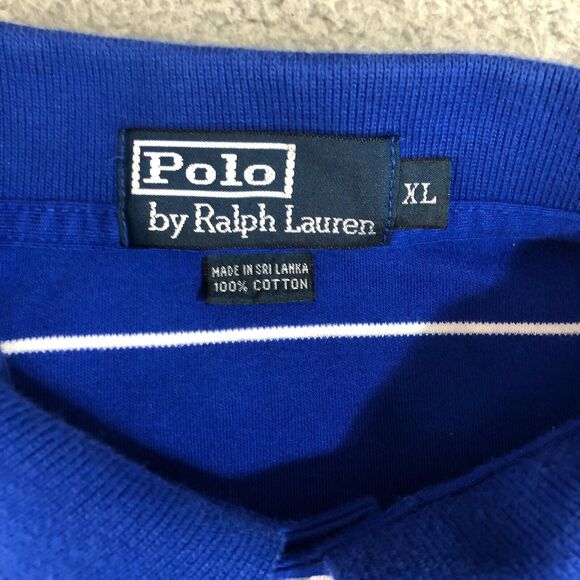 Polo
by Ralph Lauren
XL
MADE IN SRI LANKA
100% COTTON